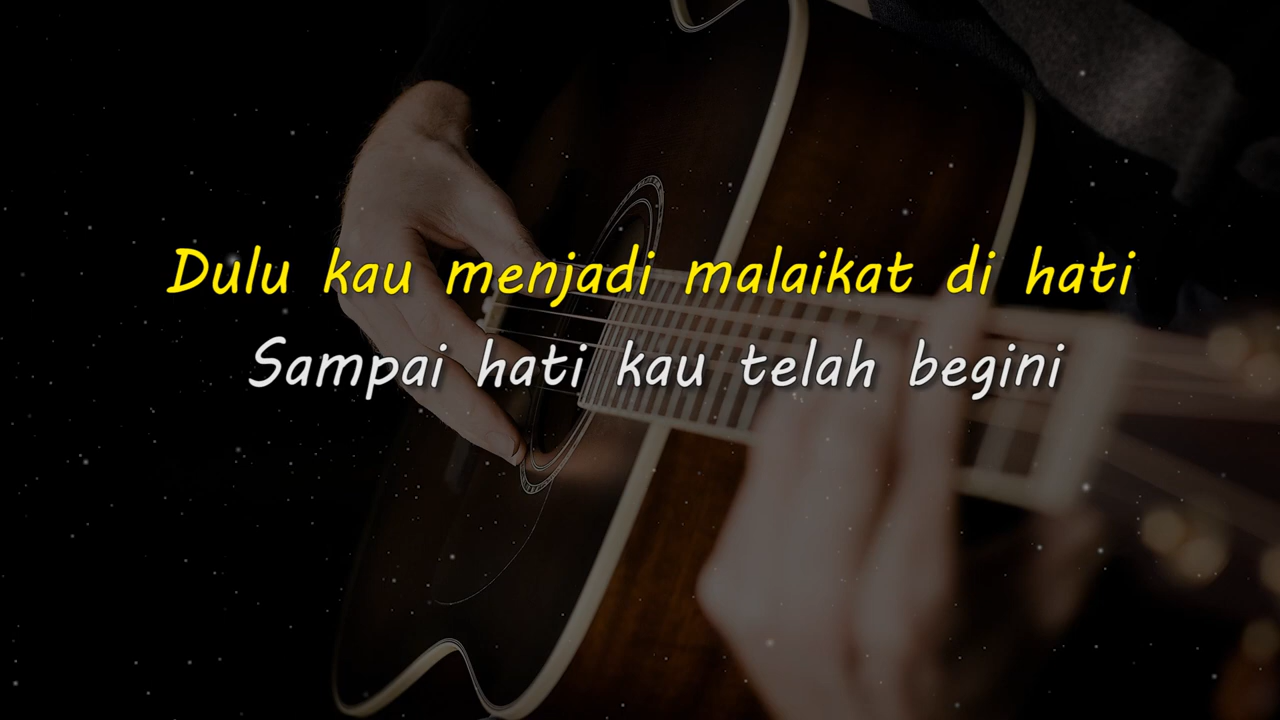 Dulu kau menjadi malaikat di hati
Sampai hati kau telah begini